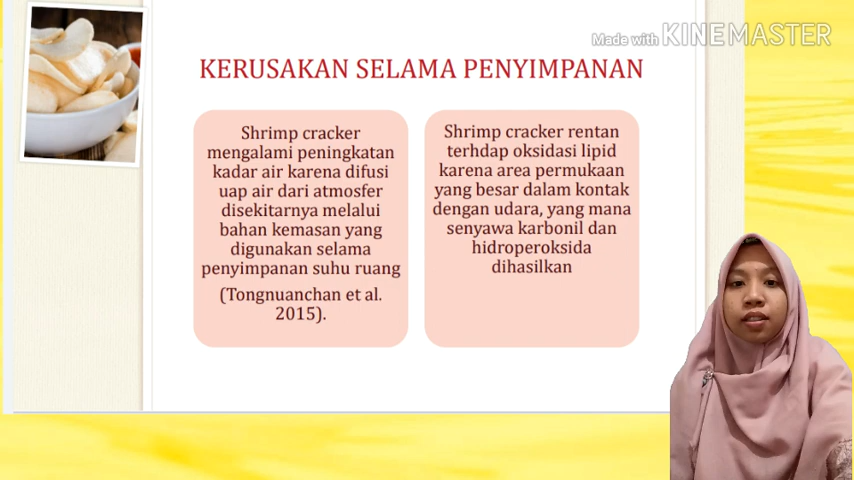 Made with KINEMASTER
KERUSAKAN SELAMA PENYIMPANAN
Shrimp cracker
mengalami peningkatan
kadar air karena difusi
uap air dari atmosfer
disekitarnya melalui
bahan kemasan yang
digunakan selama
penyimpanan suhu ruang
(Tongnuanchan et al.
2015).
Shrimp cracker rentan
terhdap oksidasi lipid
karena area permukaan
yang besar dalam kontak
dengan udara, yang mana
senyawa karbonil dan
hidroperoksida
dihasilkan